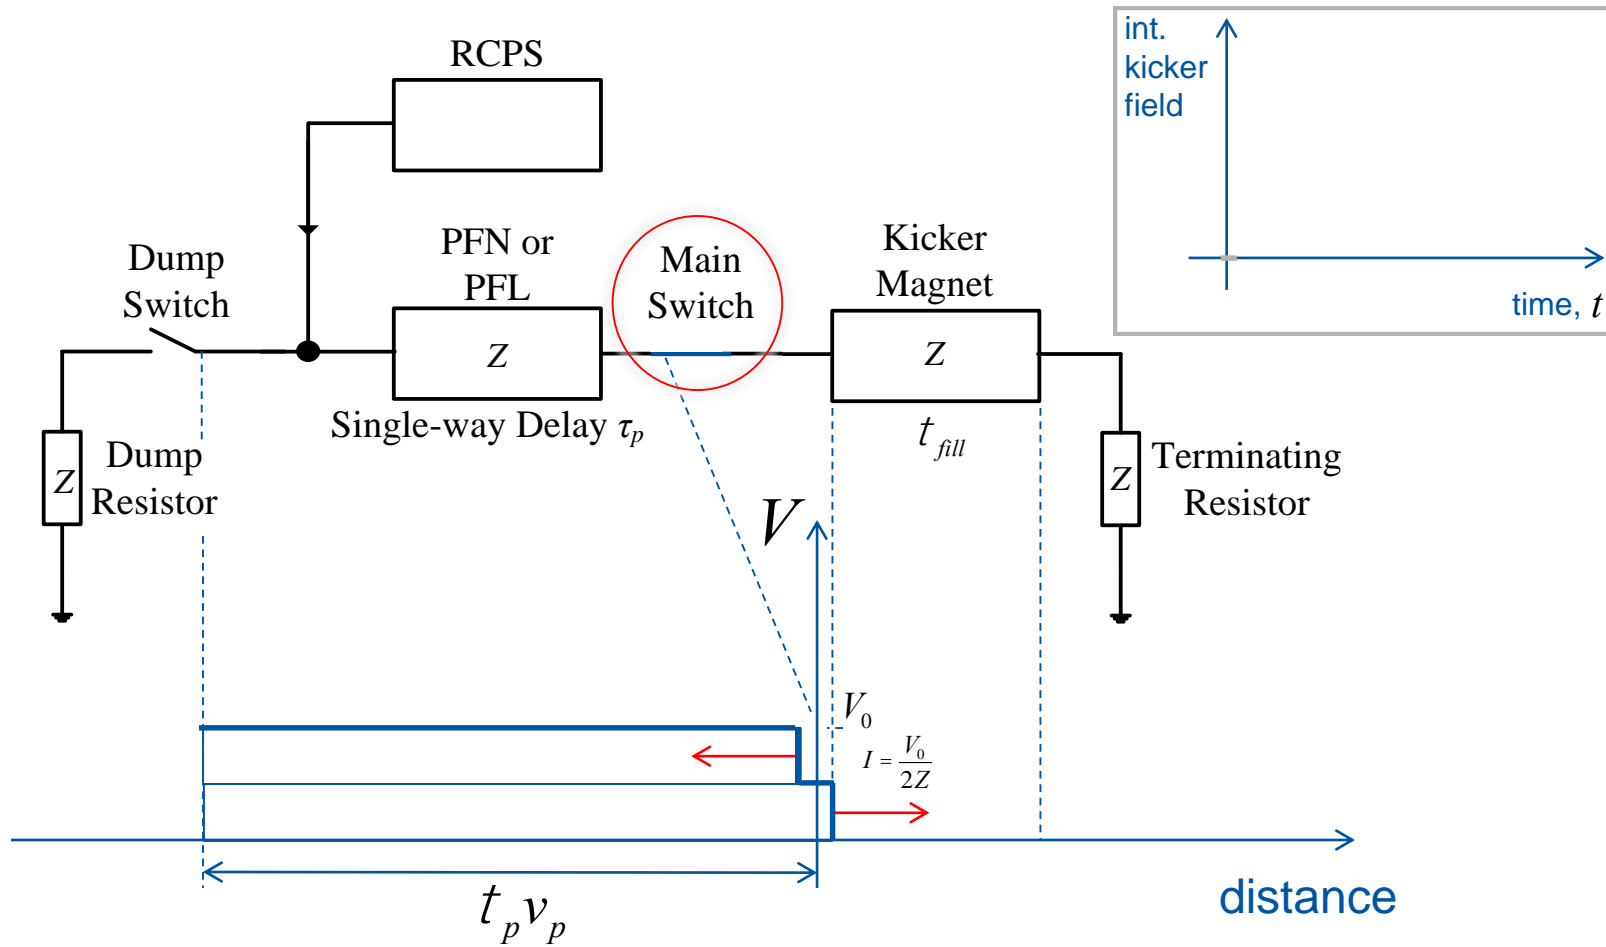 RCPS
int.
kicker
field
time, t
Dump
Switch
PFN or
PFL
Main
Switch
Kicker
Magnet
Z
Z
Single-way Delay τp
tfill
Z
Dump
Resistor
Z
Terminating
Resistor
V
V0
I = V0
2Z
tpvp
distance